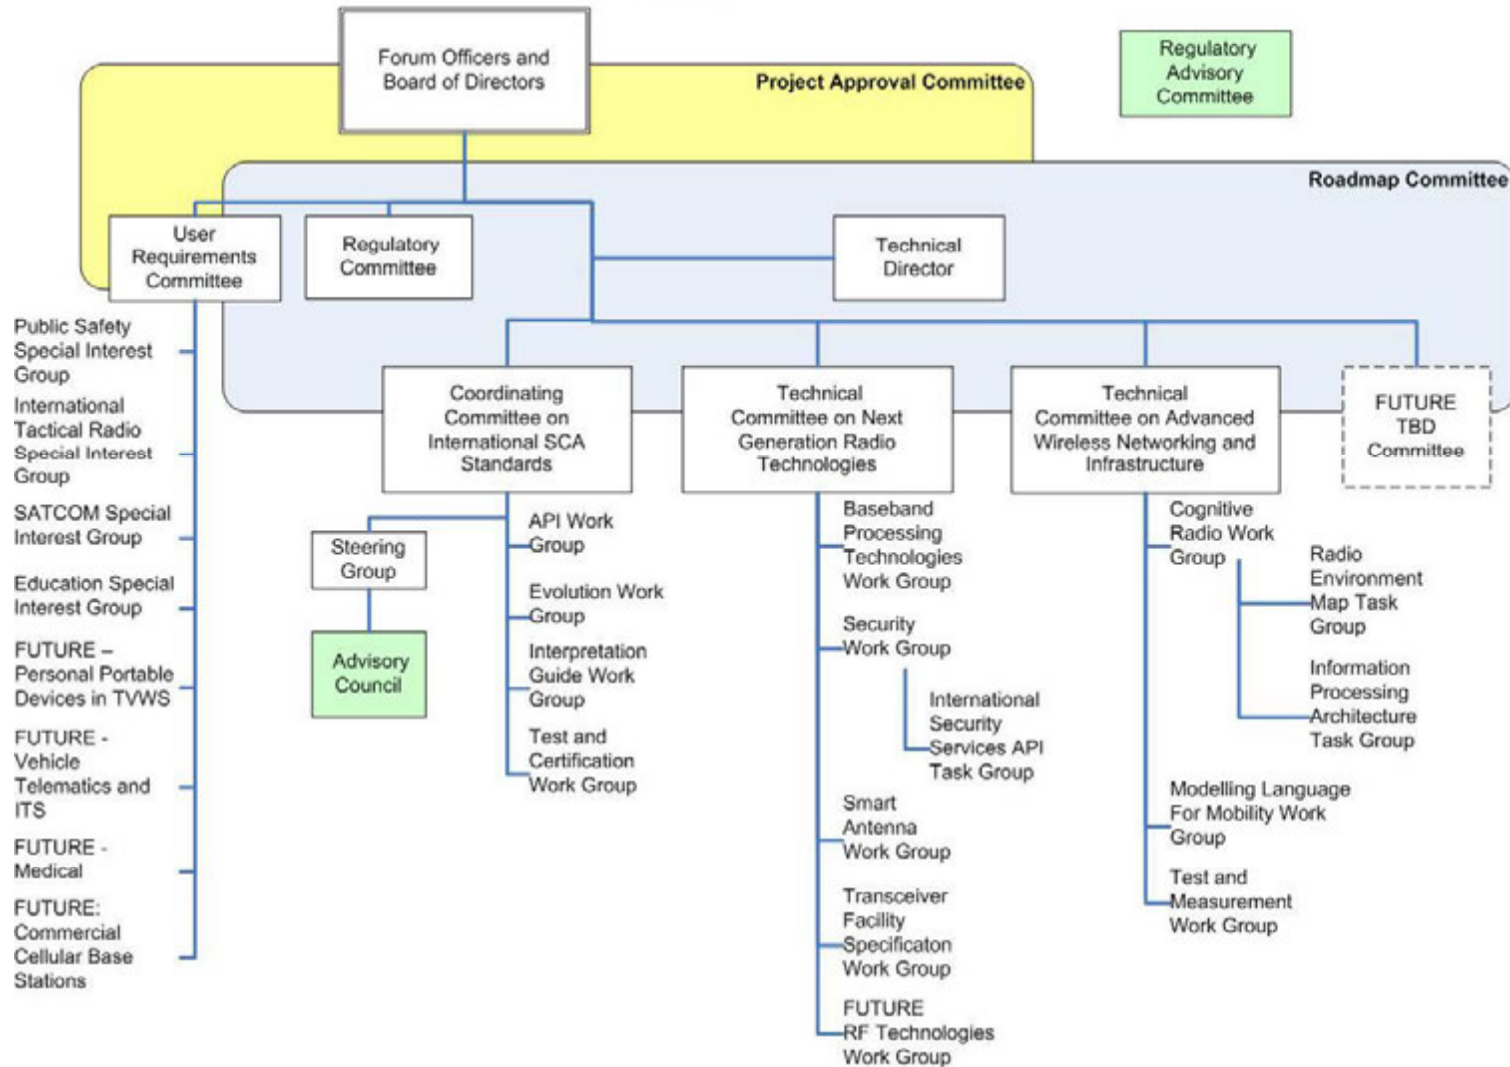 Forum Officers and
Board of Directors
Project Approval Committee
Regulatory
Advisory
Committee
Roadmap Committee
User
Requirements
Committee
Regulatory
Committee
Technical
Director
Public Safety
Special Interest
Group
International
Tactical Radio
Special Interest
Group
SATCOM Special
Interest Group
Education Special
Interest Group
FUTURE –
Personal Portable
Devices in TVWS
FUTURE -
Vehicle
Telematics and
ITS
FUTURE -
Medical
FUTURE:
Commercial
Cellular Base
Stations
Coordinating
Committee on
International SCA
Standards
Steering
Group
Advisory
Council
API Work
Group
Evolution Work
Group
Interpretation
Guide Work
Group
Test and
Certification
Work Group
Technical
Committee on Next
Generation Radio
Technologies
Baseband
Processing
Technologies
Work Group
Security
Work Group
International
Security
Services API
Task Group
Smart
Antenna
Work Group
Transceiver
Facility
Specificaton
Work Group
FUTURE
RF Technologies
Work Group
Technical
Committee on Advanced
Wireless Networking and
Infrastructure
Cognitive
Radio Work
Group
Radio
Environment
Map Task
Group
Information
Processing
Architecture
Task Group
Modelling Language
For Mobility Work
Group
Test and
Measurement
Work Group
FUTURE
TBD
Committee